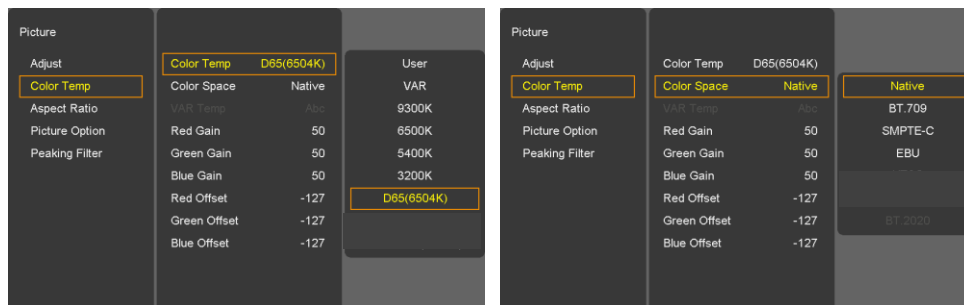 Picture
Adjust
Color Temp
Aspect Ratio
Picture Option
Peaking Filter
Color Temp D65(6504K)
Color Space Native
VAR Temp Abc
Red Gain 50
Green Gain 50
Blue Gain 50
Red Offset -127
Green Offset -127
Blue Offset -127
User
VAR
9300K
6500K
5400K
3200K
D65(6504K)
Picture
Adjust
Color Temp
Aspect Ratio
Picture Option
Peaking Filter
Color Temp D65(6504K)
Color Space Native
VAR Temp Abc
Red Gain 50
Green Gain 50
Blue Gain 50
Red Offset -127
Green Offset -127
Blue Offset -127
Native
BT.709
SMPTE-C
EBU
BT.2020